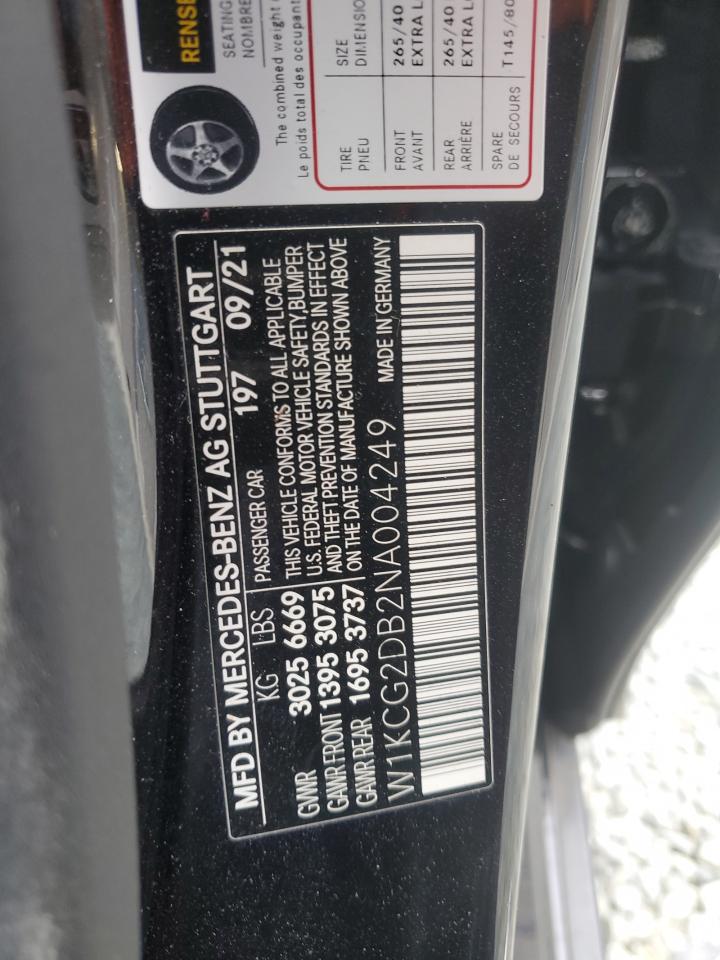 MFD BY MERCEDES-BENZ AG STUTTGART
KG LBS PASSENGER CAR 197 09/21
GVWR 3025 6669 THIS VEHICLE CONFORMS TO ALL APPLICABLE
U.S. FEDERAL MOTOR VEHICLE SAFETY,BUMPER
GAWR FRONT 1395 3075 AND THEFT PREVENTION STANDARDS IN EFFECT
GAWR REAR 1695 3737 ON THE DATE OF MANUFACTURE SHOWN ABOVE
W1KCG2DB2NA004249 MADE IN GERMANY
SEATING
NOMBRE
The combined weight
Le poids total des occupant
TIRE SIZE
PNEU DIMENSIO
FRONT 265/40
AVANT EXTRA L
REAR 265/40
ARRIÈRE EXTRA L
SPARE T145/80
DE SECOURS